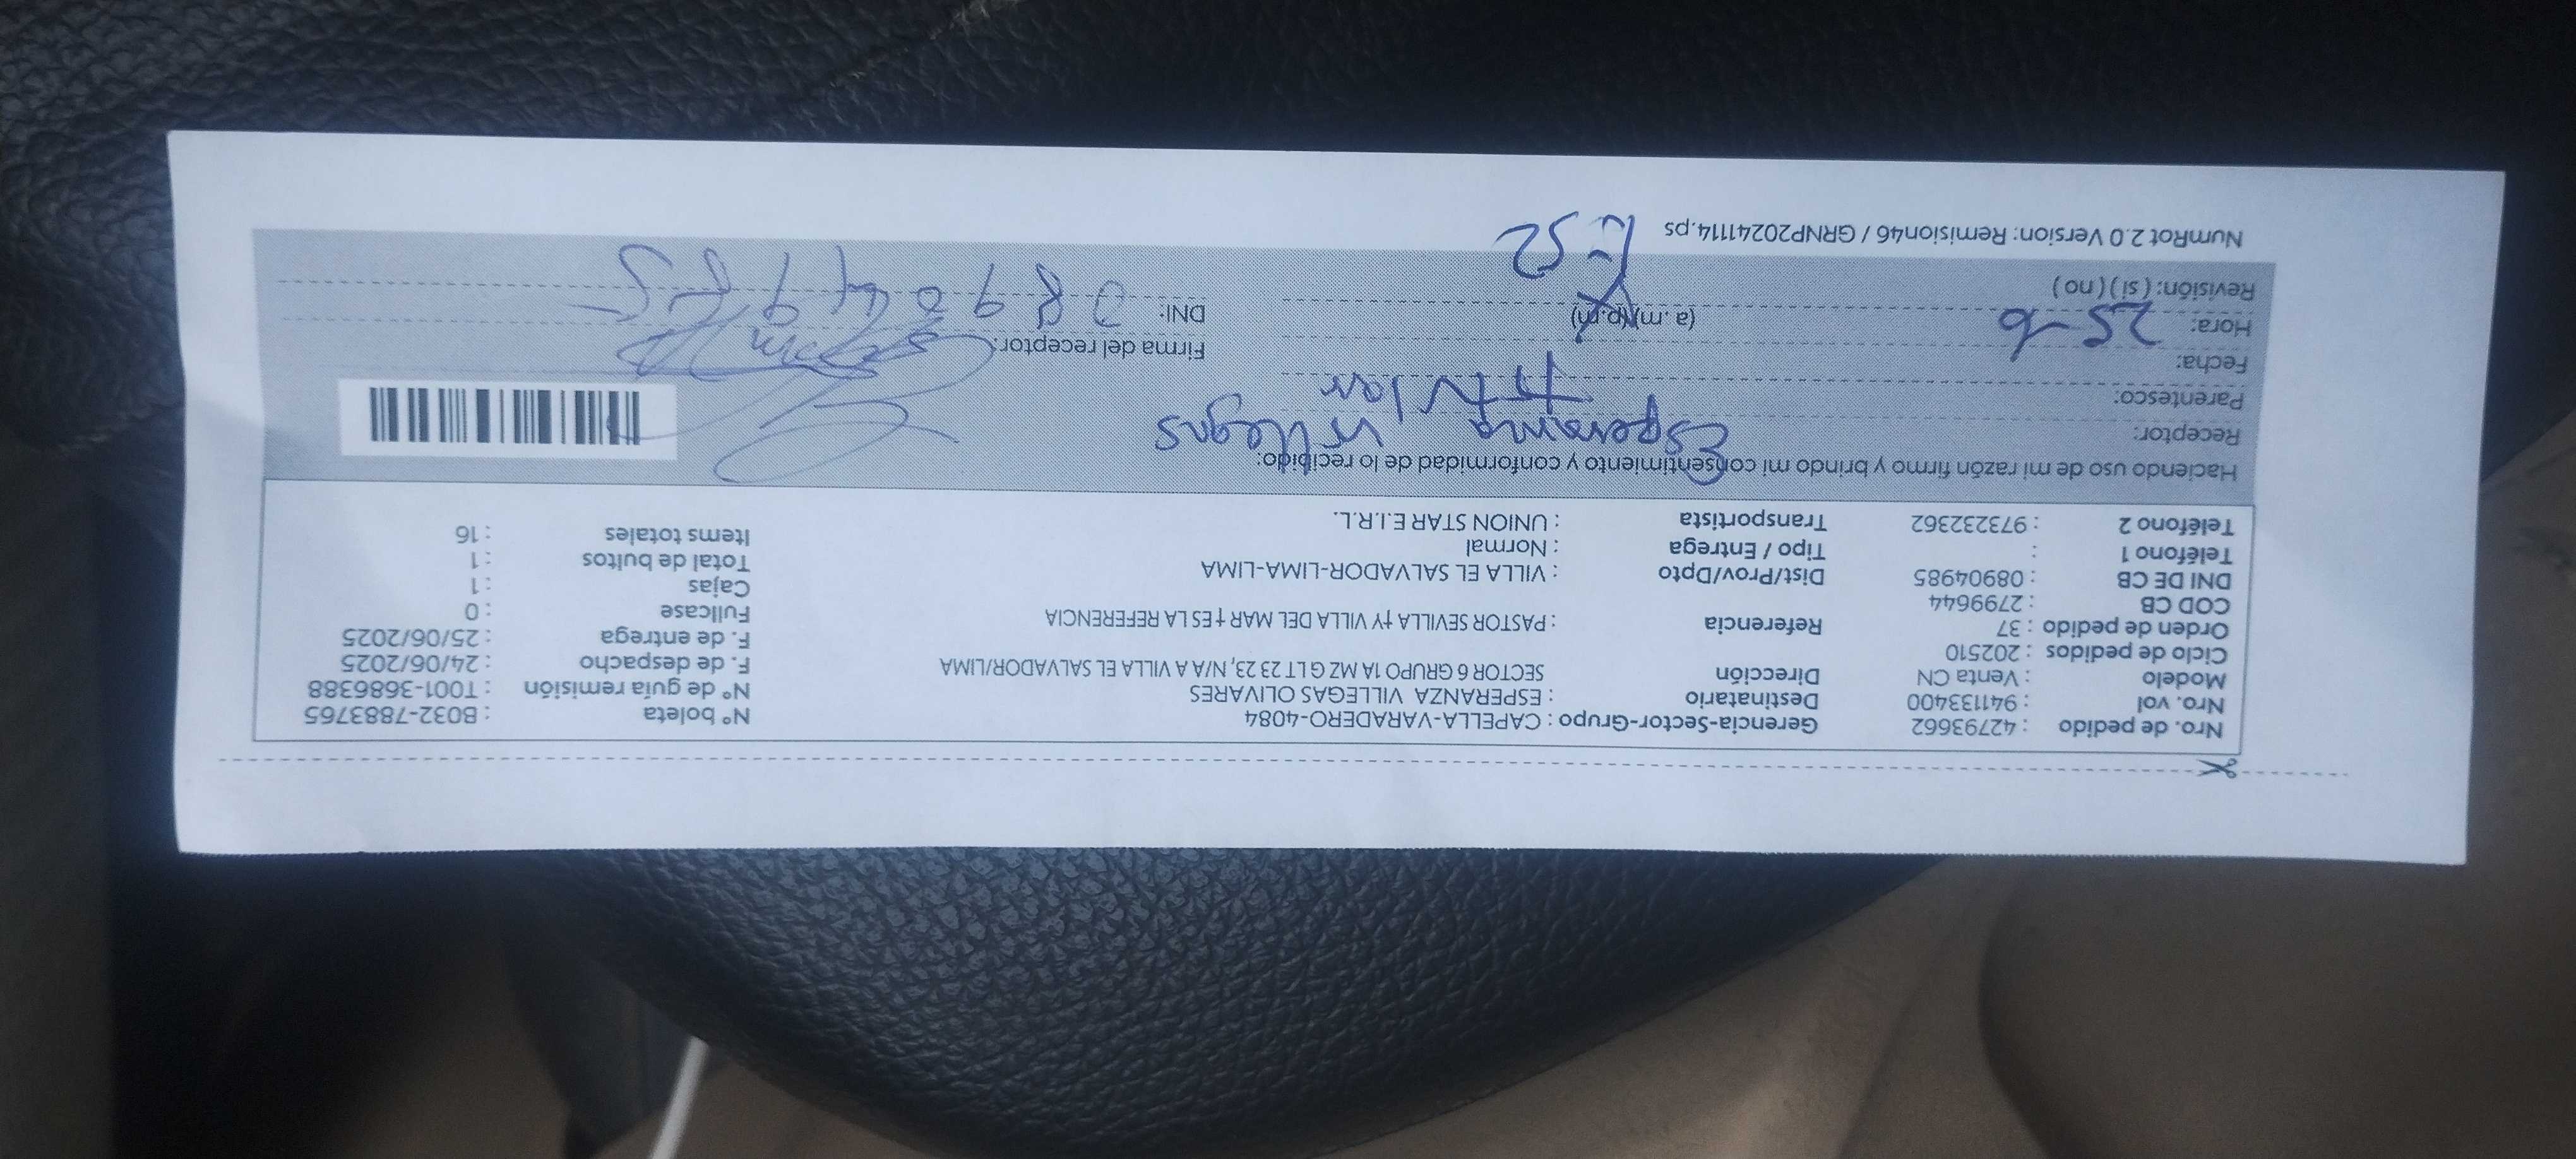 Nro. de pedido : 42793662 Gerencia-Sector-Grupo : CAPELLA-VARADERO-4084 N° boleta : B032-7883765
Nro. vol : 941133400 Destinatario : ESPERANZA VILLEGAS OLIVARES N° de guía remisión : T001-3686388
Modelo : Venta CN Dirección SECTOR 6 GRUPO 1A MZ G LT 23 23, N/A A VILLA EL SALVADOR/LIMA F. de despacho : 24/06/2025
Ciclo de pedidos : 202510 F. de entrega : 25/06/2025
Orden de pedido : 37 Referencia : PASTOR SEVILLA †Y VILLA DEL MAR † ES LA REFERENCIA Fullcase : 0
COD CB : 2799644 Cajas : 1
DNI DE CB : 08904985 Dist/Prov/Dpto : VILLA EL SALVADOR-LIMA-LIMA Total de bultos : 1
Teléfono 1 : Tipo / Entrega : Normal Items totales : 16
Teléfono 2 : 973232362 Transportista : UNION STAR E.I.R.L.
Haciendo uso de mi razón firmo y brindo mi consentimiento y conformidad de lo recibido:
Receptor: Esperanza Villegas
Parentesco: Titular
Fecha: 25-6
Firma del receptor:
Hora: (a. m)(p.m)
DNI: 08904985
Revisión: ( si ) ( no )
NumRot 2.0 Version: Remision46 / GRNP20241114.ps